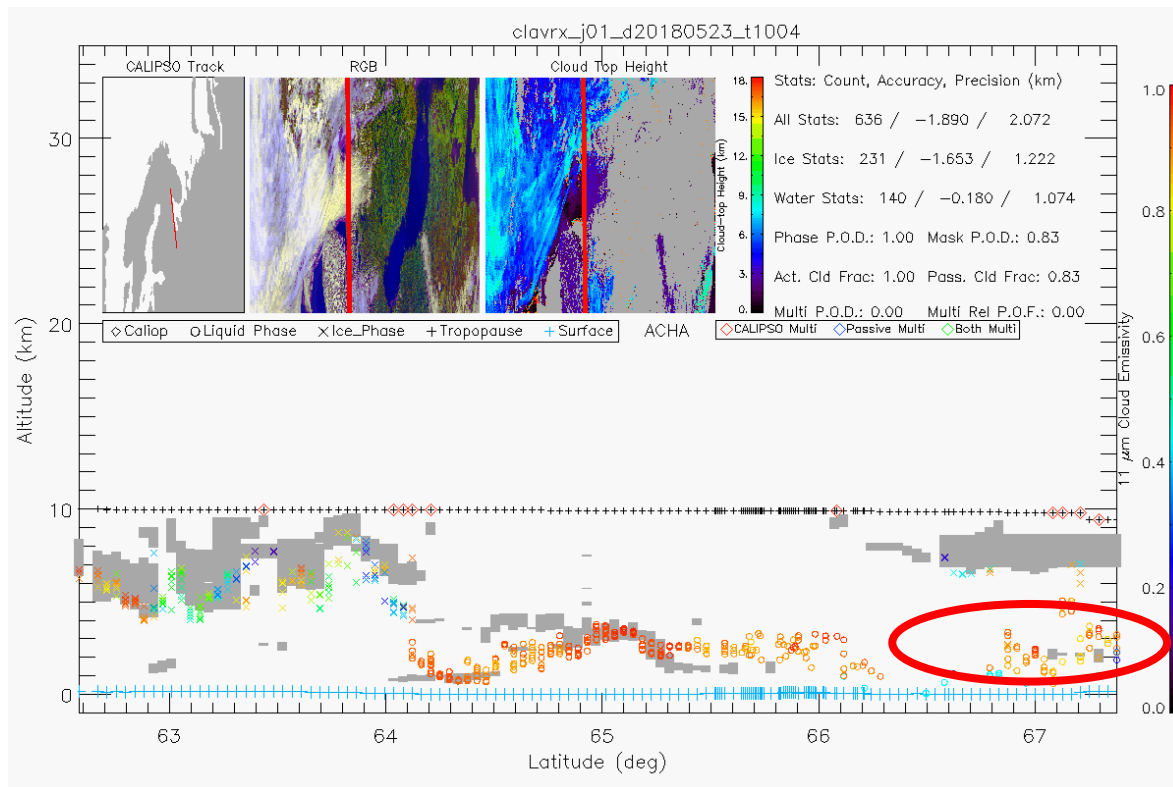 clavrx_j01_d20180523_t1004
CALIPSO Track
RGB
Cloud Top Height
18.
15.
12.
9.
6.
3.
0.
Cloud-top Height (km)
Stats: Count, Accuracy, Precision (km)
All Stats: 636 / -1.890 / 2.072
Ice Stats: 231 / -1.653 / 1.222
Water Stats: 140 / -0.180 / 1.074
Phase P.O.D.: 1.00 Mask P.O.D.: 0.83
Act. Cld Frac: 1.00 Pass. Cld Frac: 0.83
Multi P.O.D.: 0.00 Multi Rel P.O.F.: 0.00
Caliop Liquid Phase Ice_Phase Tropopause Surface
ACHA
CALIPSO Multi Passive Multi Both Multi
Altitude (km)
30
20
10
0
63 64 65 66 67
Latitude (deg)
11 μm Cloud Emissivity
1.0
0.8
0.6
0.4
0.2
0.0